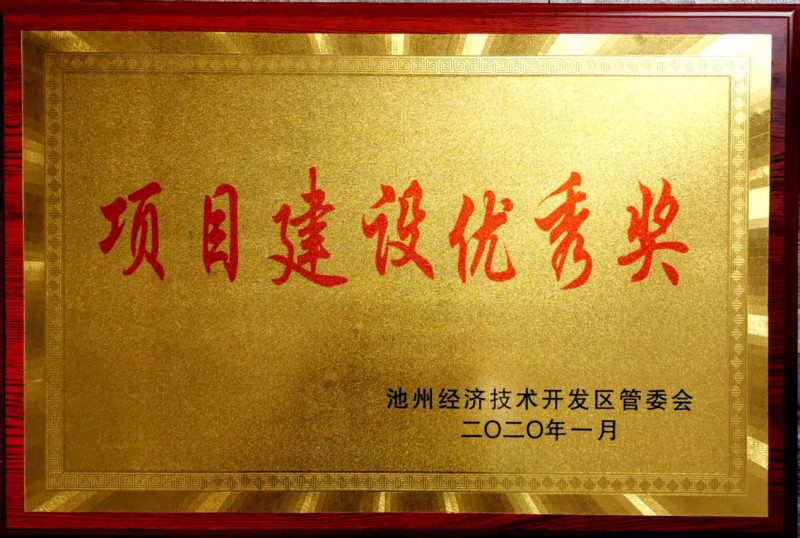 项目建设优秀奖
池州经济技术开发区管委会
二〇二〇年一月